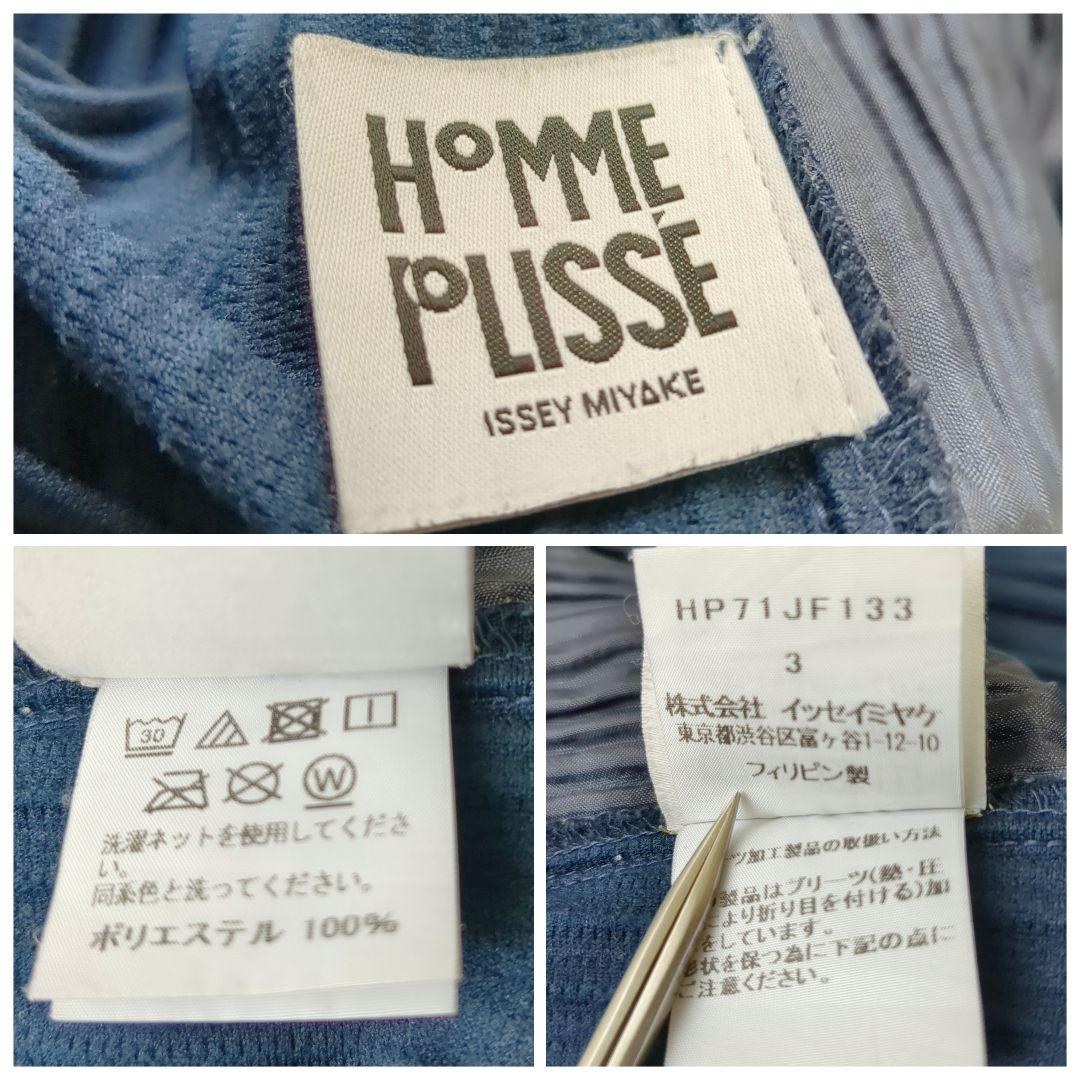 HOMME
PLISSÉ
ISSEY MIYAKE
30
W
洗濯ネットを使用してくださ
い。
同系色と洗ってください。
ポリエステル 100%
HP71JF133
3
株式会社 イッセイミヤケ
東京都渋谷区富ヶ谷1-12-10
フィリピン製
ーツ加工製品の取扱い方法
製品はプリーツ(熱・圧
により折り目を付ける)加
をしています。
形状を保つ為に下記の点に
ご注意ください。